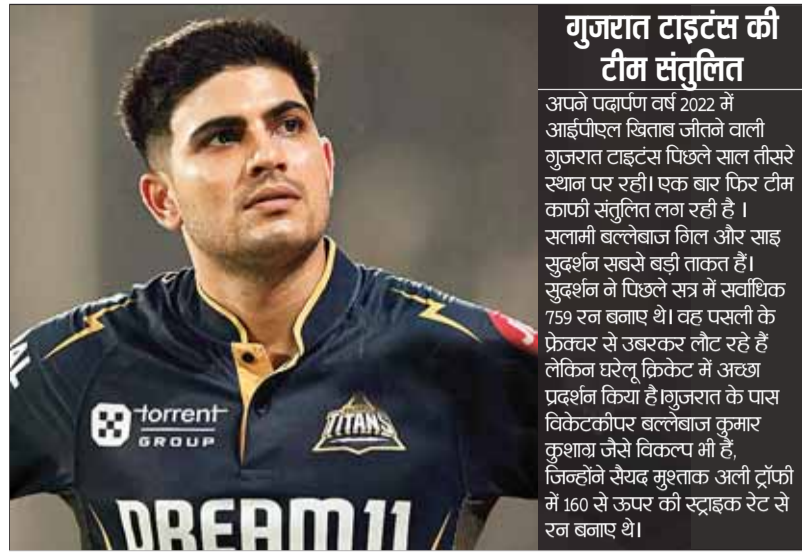 गुजरात टाइटंस की
टीम संतुलित
अपने पदार्पण वर्ष 2022 में
आईपीएल खिताब जीतने वाली
गुजरात टाइटंस पिछले साल तीसरे
स्थान पर रही। एक बार फिर टीम
काफी संतुलित लग रही है ।
सलामी बल्लेबाज गिल और साइ
सुदर्शन सबसे बड़ी ताकत हैं।
सुदर्शन ने पिछले सत्र में सर्वाधिक
759 रन बनाए थे। वह पसली के
फ्रेक्चर से उबरकर लौट रहे हैं
लेकिन घरेलू क्रिकेट में अच्छा
प्रदर्शन किया है।गुजरात के पास
विकेटकीपर बल्लेबाज कुमार
कुशाग्र जैसे विकल्प भी हैं,
जिन्होंने सैयद मुश्ताक अली ट्रॉफी
में 160 से ऊपर की स्ट्राइक रेट से
रन बनाए थे।
torrent
GROUP
TITANS
DREAM11